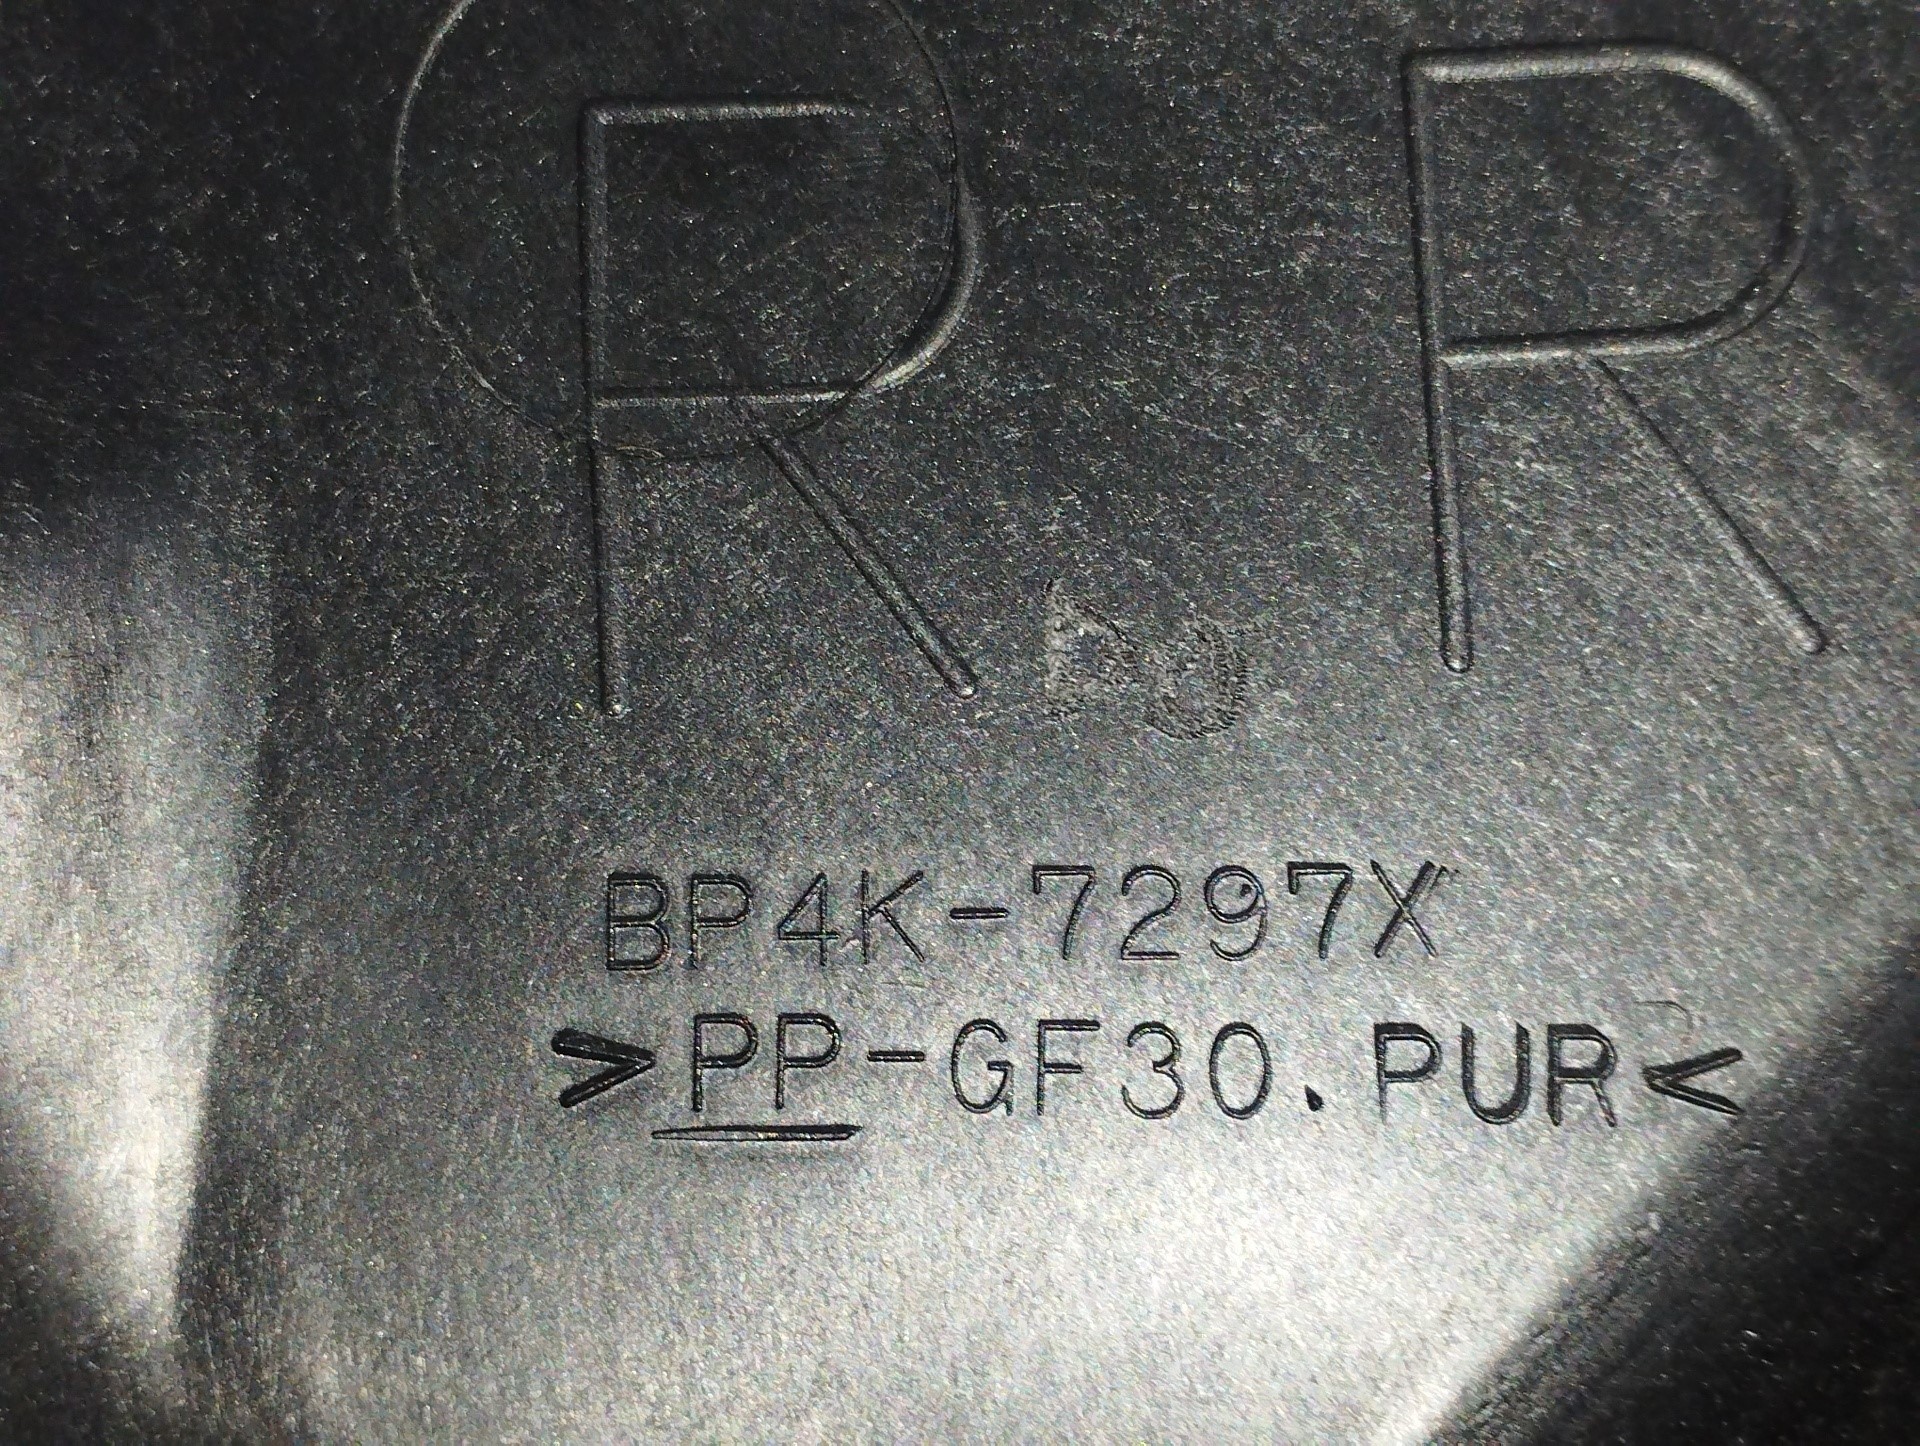 R R
BP4K-7297X
>PP-GF30.PUR<